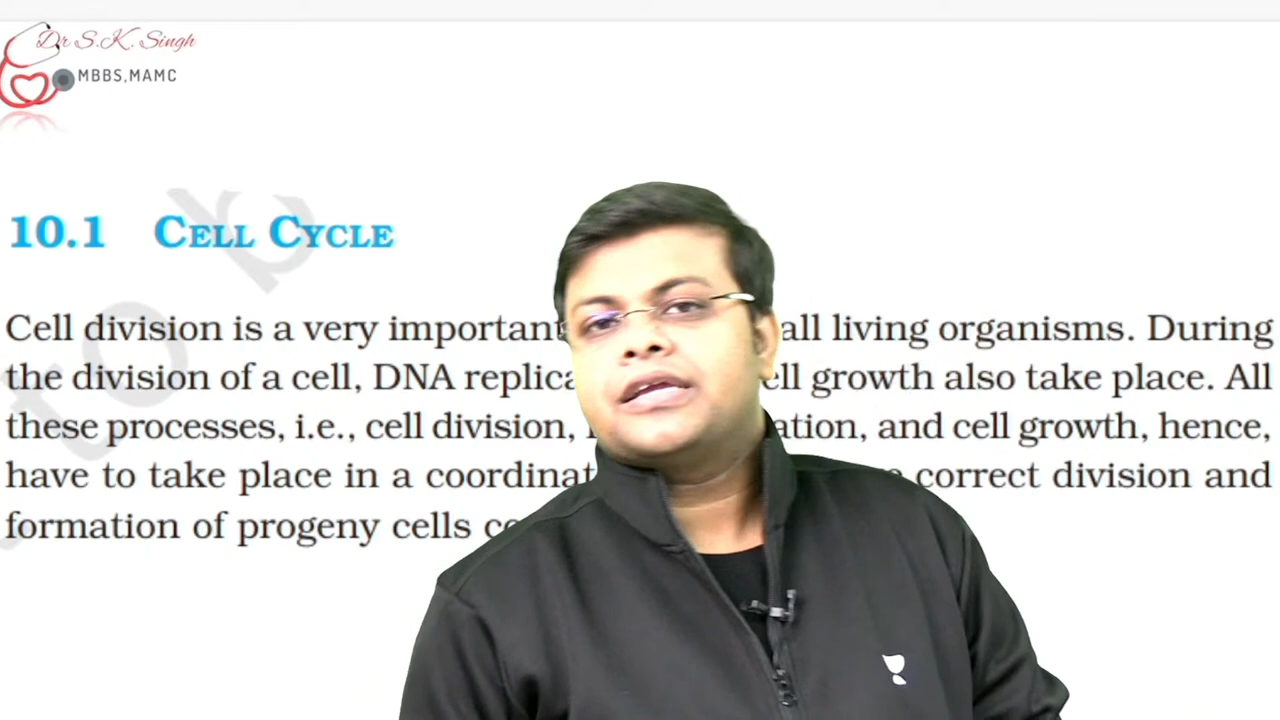 Dr S.K. Singh
MBBS,MAMC
10.1 CELL CYCLE
Cell division is a very important all living organisms. During
the division of a cell, DNA replica ell growth also take place. All
these processes, i.e., cell division, ation, and cell growth, hence,
have to take place in a coordinat correct division and
formation of progeny cells co
to b